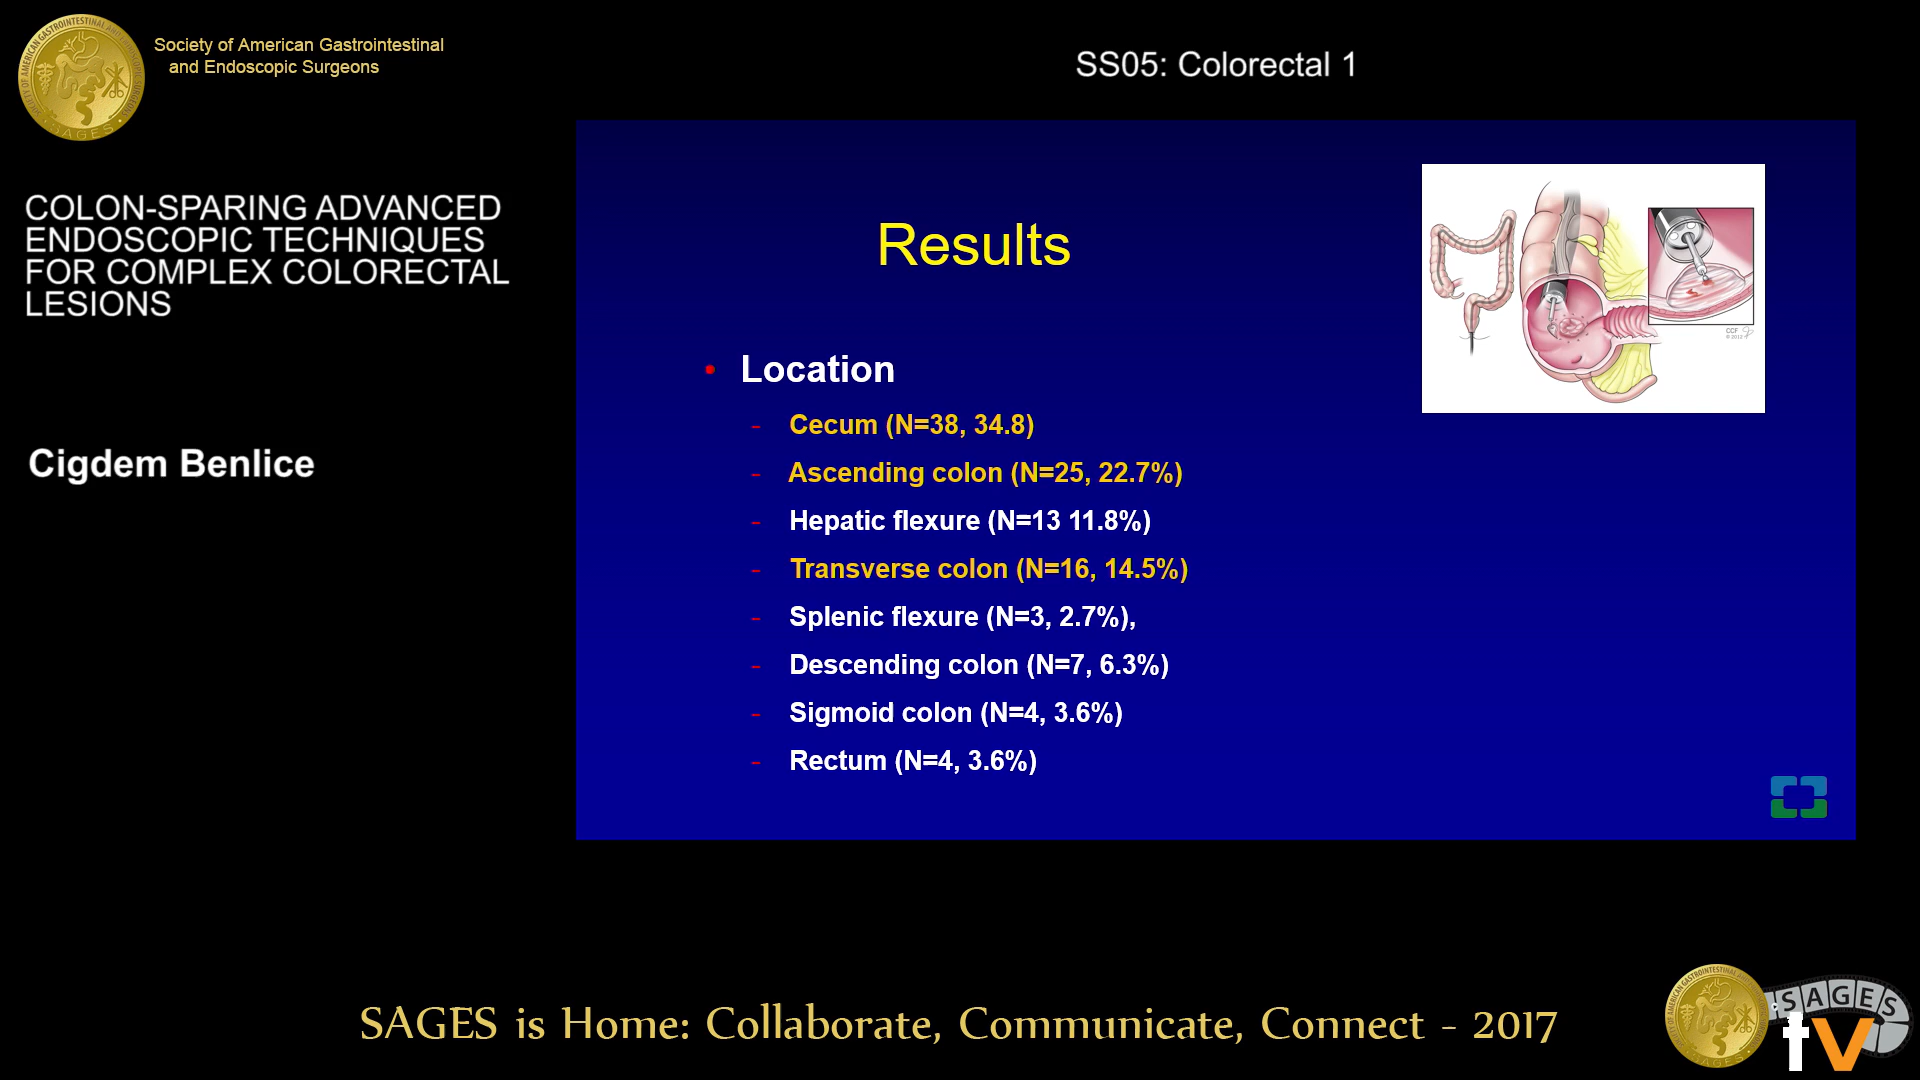 Society of American Gastrointestinal
and Endoscopic Surgeons
SS05: Colorectal 1
COLON-SPARING ADVANCED
ENDOSCOPIC TECHNIQUES
FOR COMPLEX COLORECTAL
LESIONS
Cigdem Benlice
Results
• Location
- Cecum (N=38, 34.8)
- Ascending colon (N=25, 22.7%)
- Hepatic flexure (N=13 11.8%)
- Transverse colon (N=16, 14.5%)
- Splenic flexure (N=3, 2.7%),
- Descending colon (N=7, 6.3%)
- Sigmoid colon (N=4, 3.6%)
- Rectum (N=4, 3.6%)
CCF
© 2012
SAGES is Home: Collaborate, Communicate, Connect - 2017
SAGES
tv